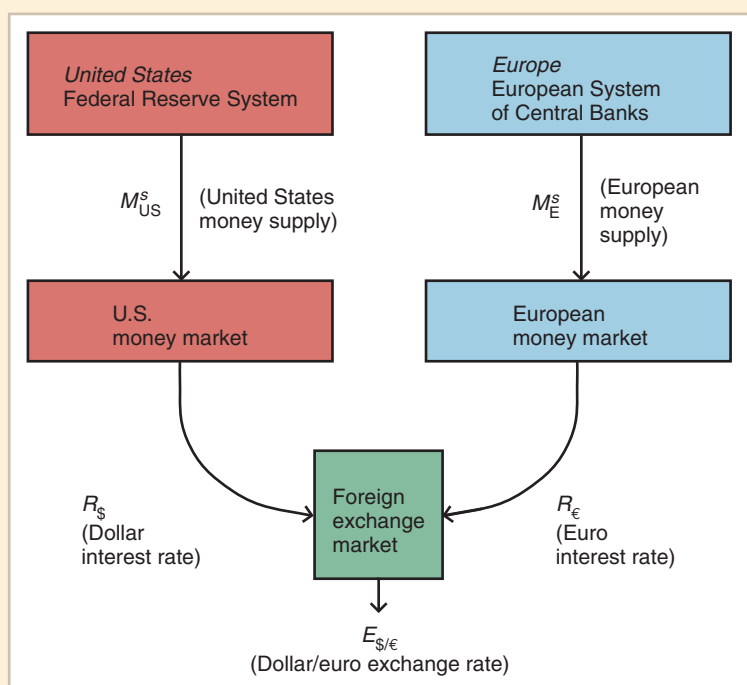 United States
Federal Reserve System
Europe
European System
of Central Banks
M^s_US
(United States
money supply)
M^s_E
(European
money
supply)
U.S.
money market
European
money market
R_$
(Dollar
interest rate)
Foreign
exchange
market
R_€
(Euro
interest rate)
E_$/€
(Dollar/euro exchange rate)